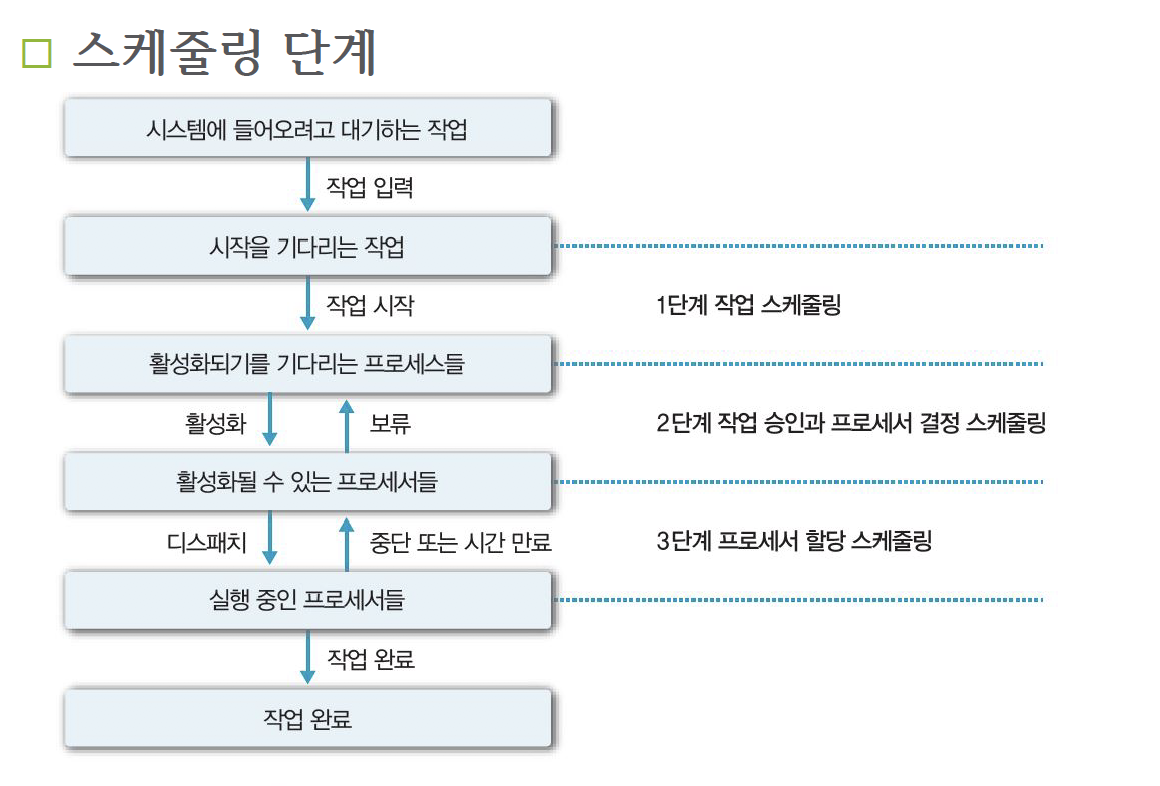 스케줄링 단계
시스템에 들어오려고 대기하는 작업
작업 입력
시작을 기다리는 작업
작업 시작
1단계 작업 스케줄링
활성화되기를 기다리는 프로세스들
활성화
보류
2단계 작업 승인과 프로세서 결정 스케줄링
활성화될 수 있는 프로세서들
디스패치
중단 또는 시간 만료
3단계 프로세서 할당 스케줄링
실행 중인 프로세서들
작업 완료
작업 완료